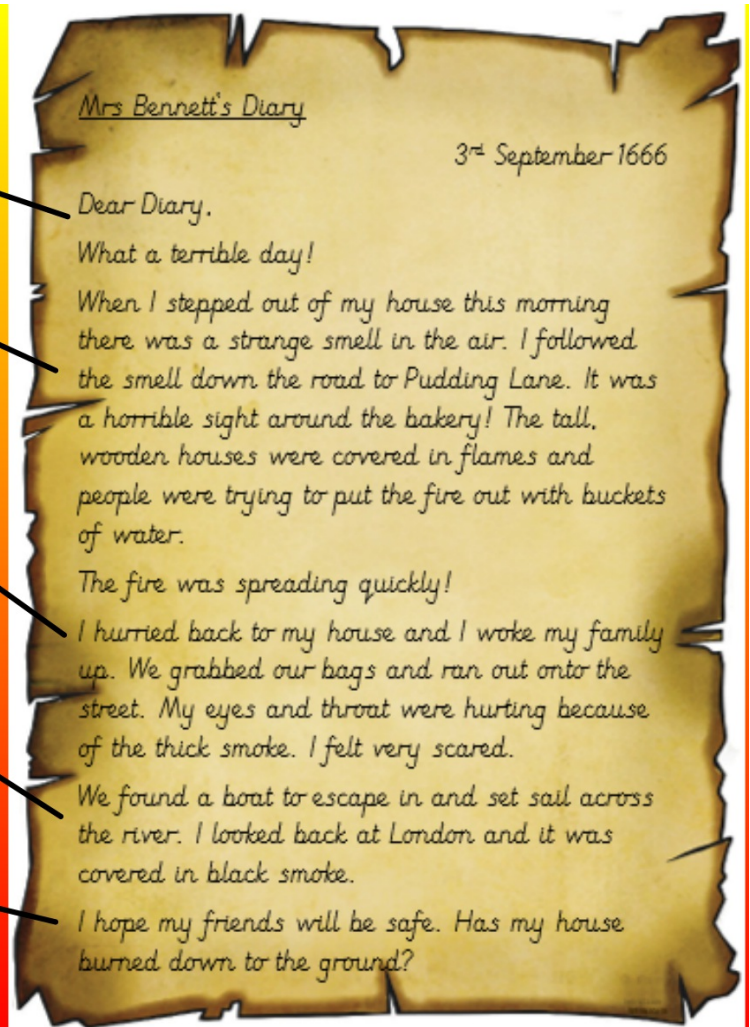 Mrs Bennett's Diary
3rd September 1666
Dear Diary,
What a terrible day!
When I stepped out of my house this morning
there was a strange smell in the air. I followed
the smell down the road to Pudding Lane. It was
a horrible sight around the bakery! The tall,
wooden houses were covered in flames and
people were trying to put the fire out with buckets
of water.
The fire was spreading quickly!
I hurried back to my house and I woke my family
up. We grabbed our bags and ran out onto the
street. My eyes and throat were hurting because
of the thick smoke. I felt very scared.
We found a boat to escape in and set sail across
the river. I looked back at London and it was
covered in black smoke.
I hope my friends will be safe. Has my house
burned down to the ground?